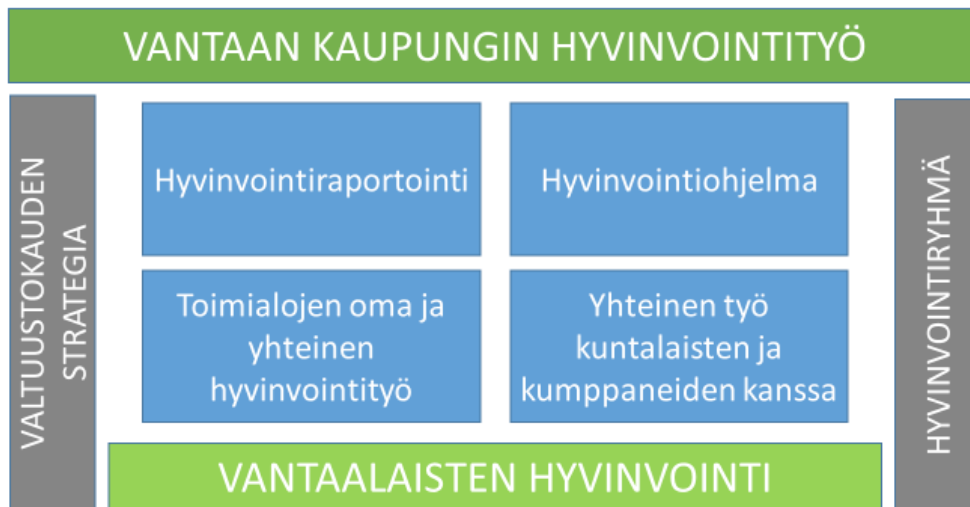 VANTAAN KAUPUNGIN HYVINVOINTITYÖ
VALTUUSTOKAUDEN
STRATEGIA
Hyvinvointiraportointi
Hyvinvointiohjelma
Toimialojen oma ja
yhteinen
hyvinvointityö
Yhteinen työ
kuntalaisten ja
kumppaneiden kanssa
HYVINVOINTIRYHMÄ
VANTAALAISTEN HYVINVOINTI